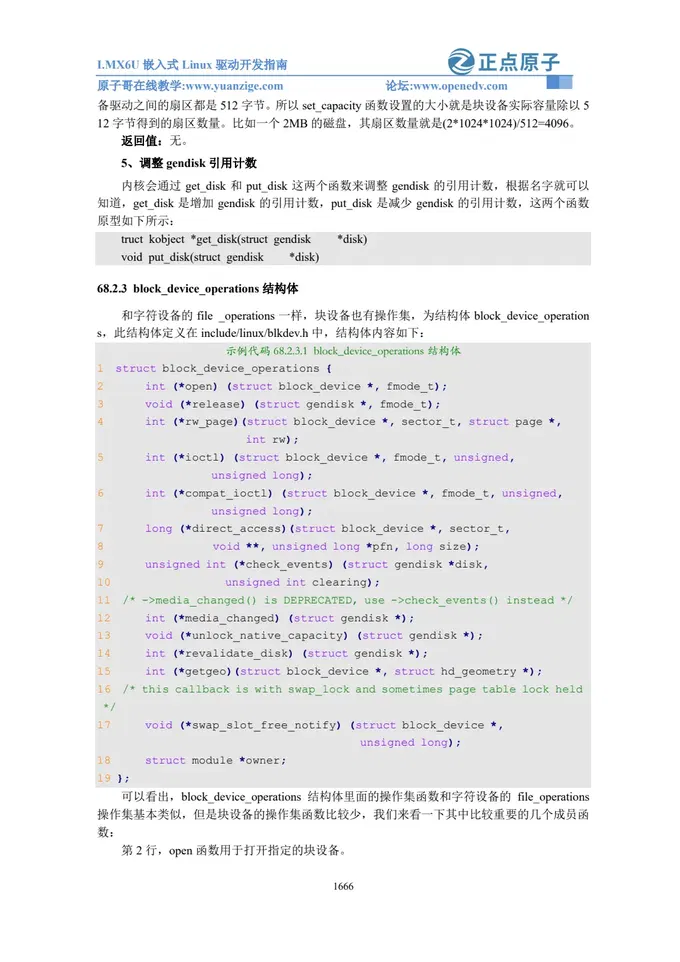 I.MX6U 嵌入式 Linux 驱动开发指南
正点原子
原子哥在线教学:www.yuanzige.com 论坛:www.openedv.com
备驱动之间的扇区都是 512 字节。所以 set_capacity 函数设置的大小就是块设备实际容量除以 5
12 字节得到的扇区数量。比如一个 2MB 的磁盘，其扇区数量就是(2*1024*1024)/512=4096。
返回值：无。
5、调整 gendisk 引用计数
内核会通过 get_disk 和 put_disk 这两个函数来调整 gendisk 的引用计数，根据名字就可以
知道，get_disk 是增加 gendisk 的引用计数，put_disk 是减少 gendisk 的引用计数，这两个函数
原型如下所示：
truct kobject *get_disk(struct gendisk *disk)
void put_disk(struct gendisk *disk)
68.2.3 block_device_operations 结构体
和字符设备的 file _operations 一样，块设备也有操作集，为结构体 block_device_operation
s，此结构体定义在 include/linux/blkdev.h 中，结构体内容如下：
示例代码 68.2.3.1 block_device_operations 结构体
1 struct block_device_operations {
2 int (*open) (struct block_device *, fmode_t);
3 void (*release) (struct gendisk *, fmode_t);
4 int (*rw_page)(struct block_device *, sector_t, struct page *,
int rw);
5 int (*ioctl) (struct block_device *, fmode_t, unsigned,
unsigned long);
6 int (*compat_ioctl) (struct block_device *, fmode_t, unsigned,
unsigned long);
7 long (*direct_access)(struct block_device *, sector_t,
8 void **, unsigned long *pfn, long size);
9 unsigned int (*check_events) (struct gendisk *disk,
10 unsigned int clearing);
11 /* ->media_changed() is DEPRECATED, use ->check_events() instead */
12 int (*media_changed) (struct gendisk *);
13 void (*unlock_native_capacity) (struct gendisk *);
14 int (*revalidate_disk) (struct gendisk *);
15 int (*getgeo)(struct block_device *, struct hd_geometry *);
16 /* this callback is with swap_lock and sometimes page table lock held
*/
17 void (*swap_slot_free_notify) (struct block_device *,
unsigned long);
18 struct module *owner;
19 };
可以看出，block_device_operations 结构体里面的操作集函数和字符设备的 file_operations
操作集基本类似，但是块设备的操作集函数比较少，我们来看一下其中比较重要的几个成员函
数：
第 2 行，open 函数用于打开指定的块设备。
1666